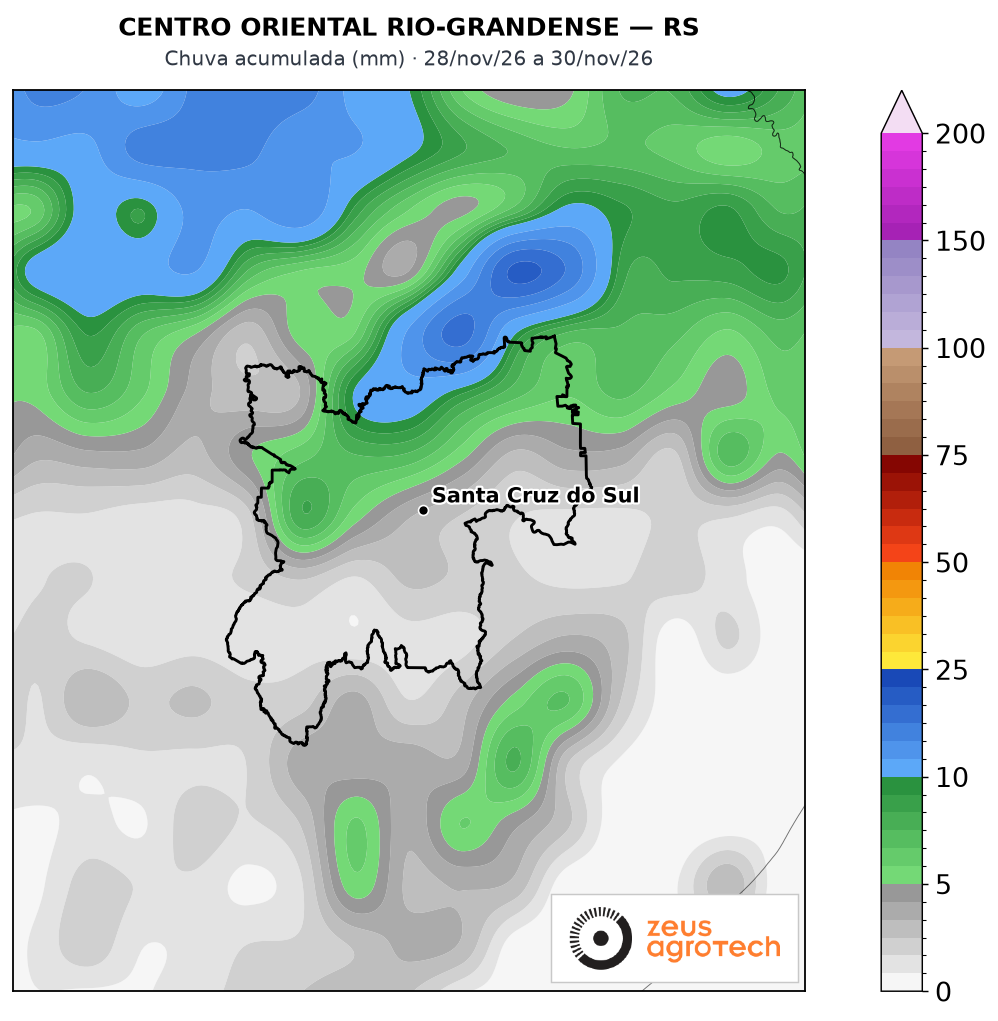 CENTRO ORIENTAL RIO-GRANDENSE — RS
Chuva acumulada (mm) · 28/nov/26 a 30/nov/26
200
150
100
75
50
25
10
5
0
Santa Cruz do Sul
zeus
agrotech